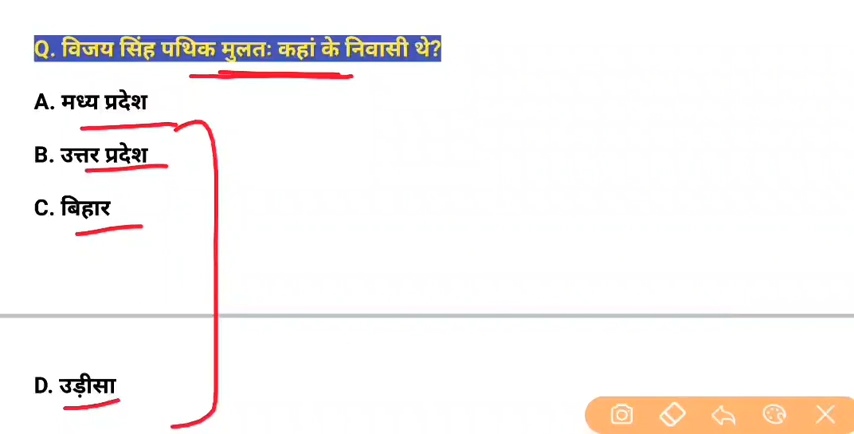 Q. विजय सिंह पथिक मुलतः कहां के निवासी थे?
A. मध्य प्रदेश
B. उत्तर प्रदेश
C. बिहार
D. उड़ीसा